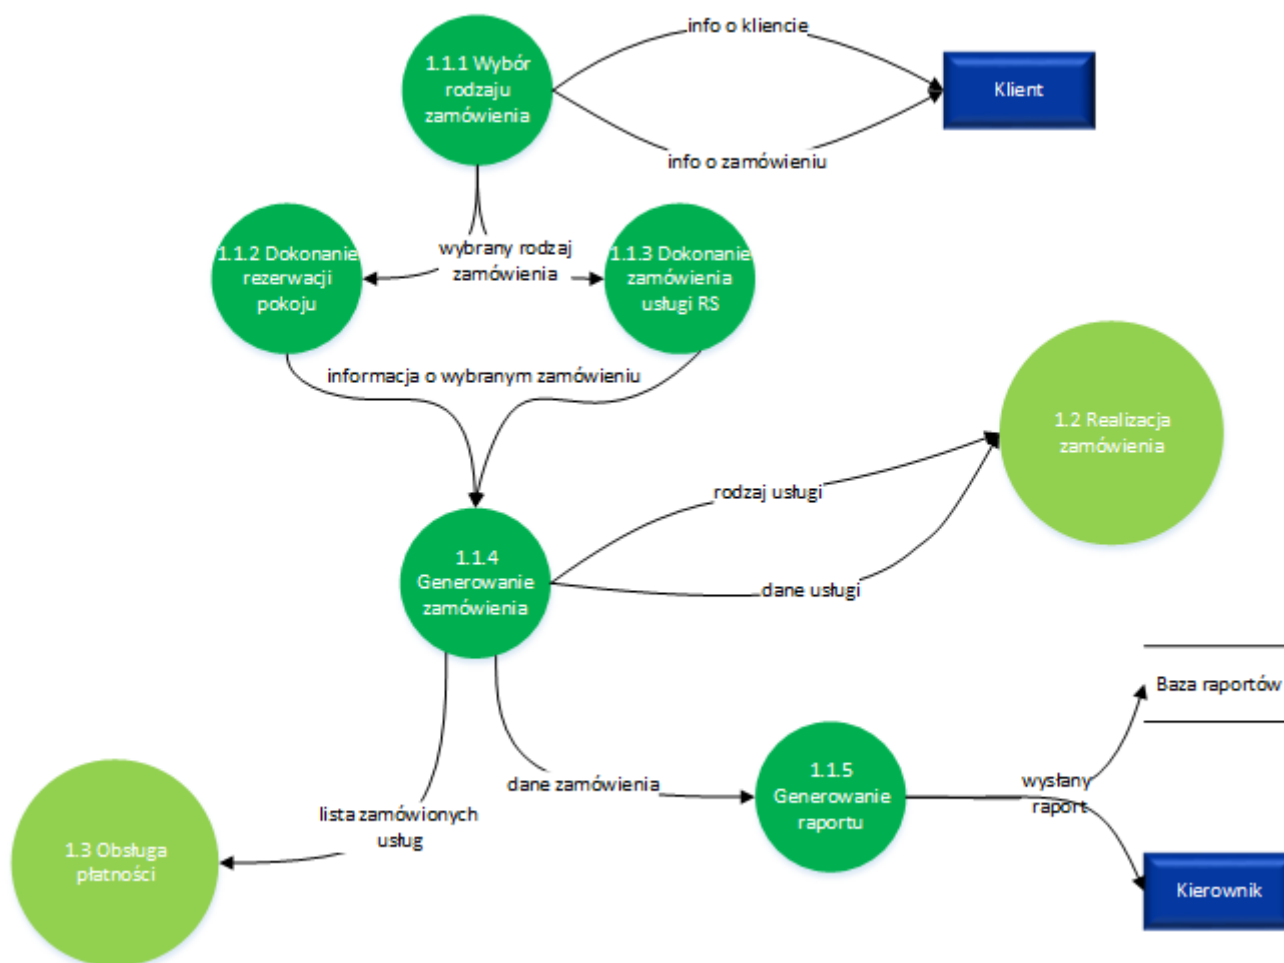 info o kliencie
1.1.1 Wybór
rodzaju
zamówienia
Klient
info o zamówieniu
1.1.2 Dokonanie
rezerwacji
pokoju
wybrany rodzaj
zamówienia
1.1.3 Dokonanie
zamówienia
usługi RS
informacja o wybranym zamówieniu
1.2 Realizacja
zamówienia
rodzaj usługi
1.1.4
Generowanie
zamówienia
dane usługi
Baza raportów
1.1.5
Generowanie
raportu
dane zamówienia
wysłany
raport
lista zamówionych
usług
1.3 Obsługa
płatności
Kierownik